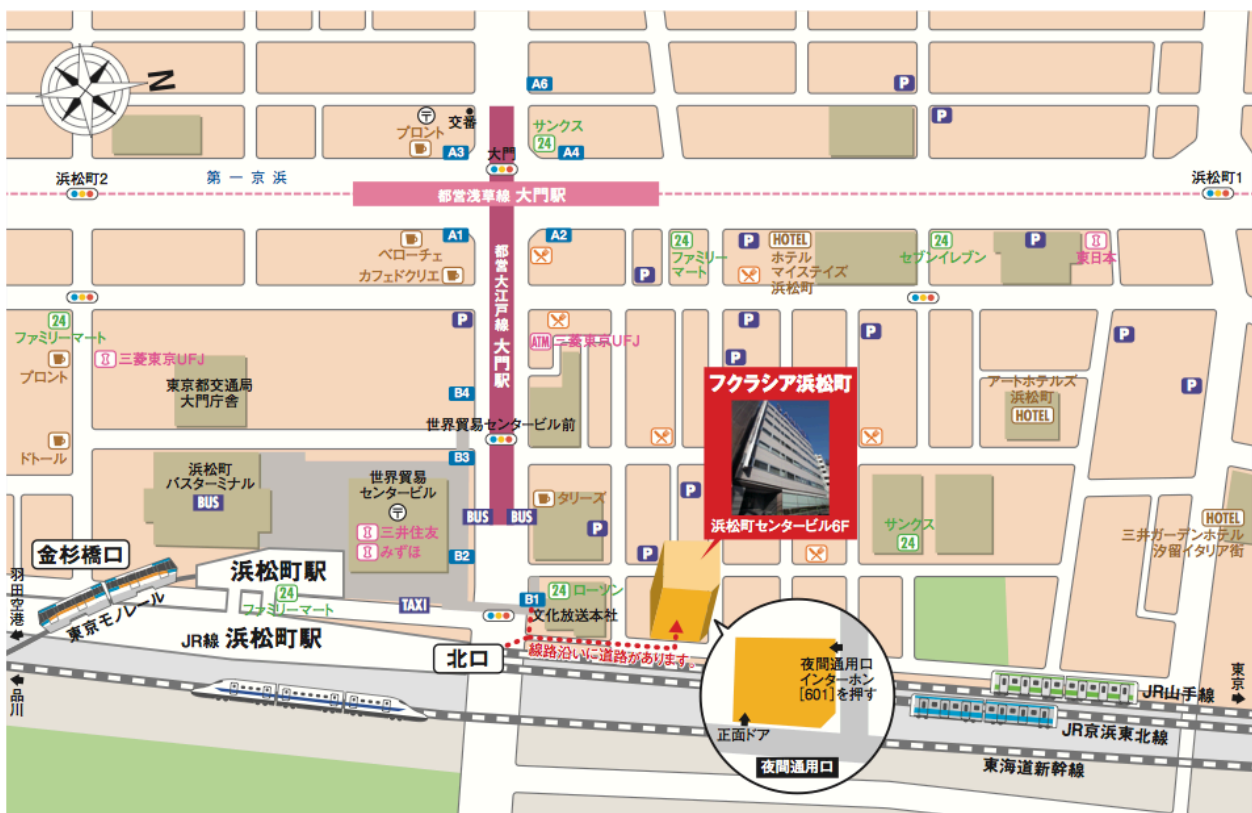 N
A6
P
P
〒
プロント
交番
A3
サンクス
24
A4
大門
浜松町2
第一京浜
浜松町1
都営浅草線 大門駅
A1
ベローチェ
カフェドクリエ
A2
24
ファミリー
マート
P
P
HOTEL
ホテル
マイステイズ
浜松町
24
セブンイレブン
P
東日本
都営大江戸線 大門駅
24
ファミリーマート
プロント
三菱東京UFJ
東京都交通局
大門庁舎
P
ATM 三菱東京UFJ
P
P
P
P
P
フクラシア浜松町
浜松町センタービル6F
アートホテルズ
浜松町
HOTEL
B4
世界貿易センタービル前
ドトール
浜松町
バスターミナル
BUS
世界貿易
センタービル
〒
三井住友
みずほ
B3
BUS
BUS
B2
タリーズ
P
P
P
サンクス
24
HOTEL
三井ガーデンホテル
汐留イタリア街
金杉橋口
羽田空港
東京モノレール
浜松町駅
24
ファミリーマート
TAXI
B1
24 ローソン
文化放送本社
JR線 浜松町駅
北口
線路沿いに道路があります。
夜間通用口
インターホン
[601]を押す
正面ドア
夜間通用口
品川
東京
JR山手線
JR京浜東北線
東海道新幹線